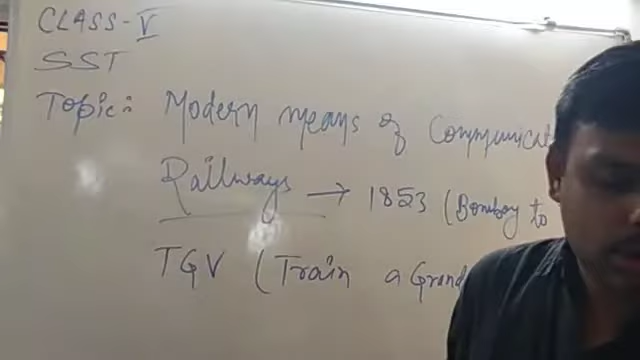 CLASS - V
SST
Topic: Modern means of Communicat
Railways → 1853 (Bombay to
TGV (Train a Grand